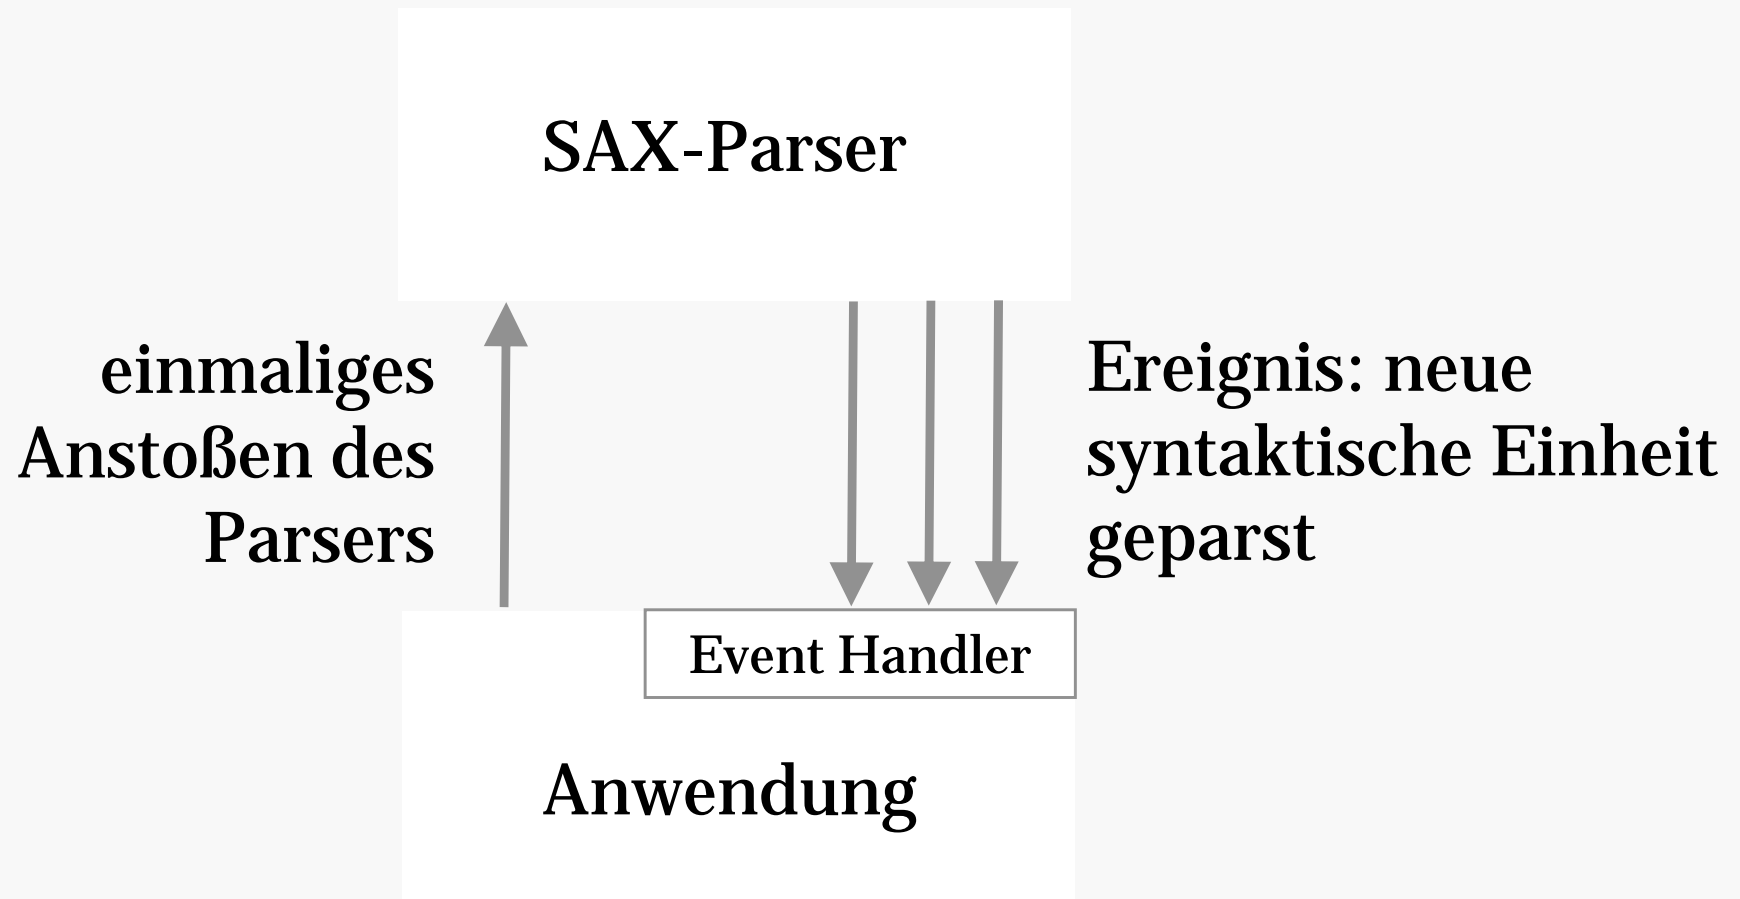 SAX-Parser
einmaliges
Anstoßen des
Parsers
Ereignis: neue
syntaktische Einheit
geparst
Event Handler
Anwendung